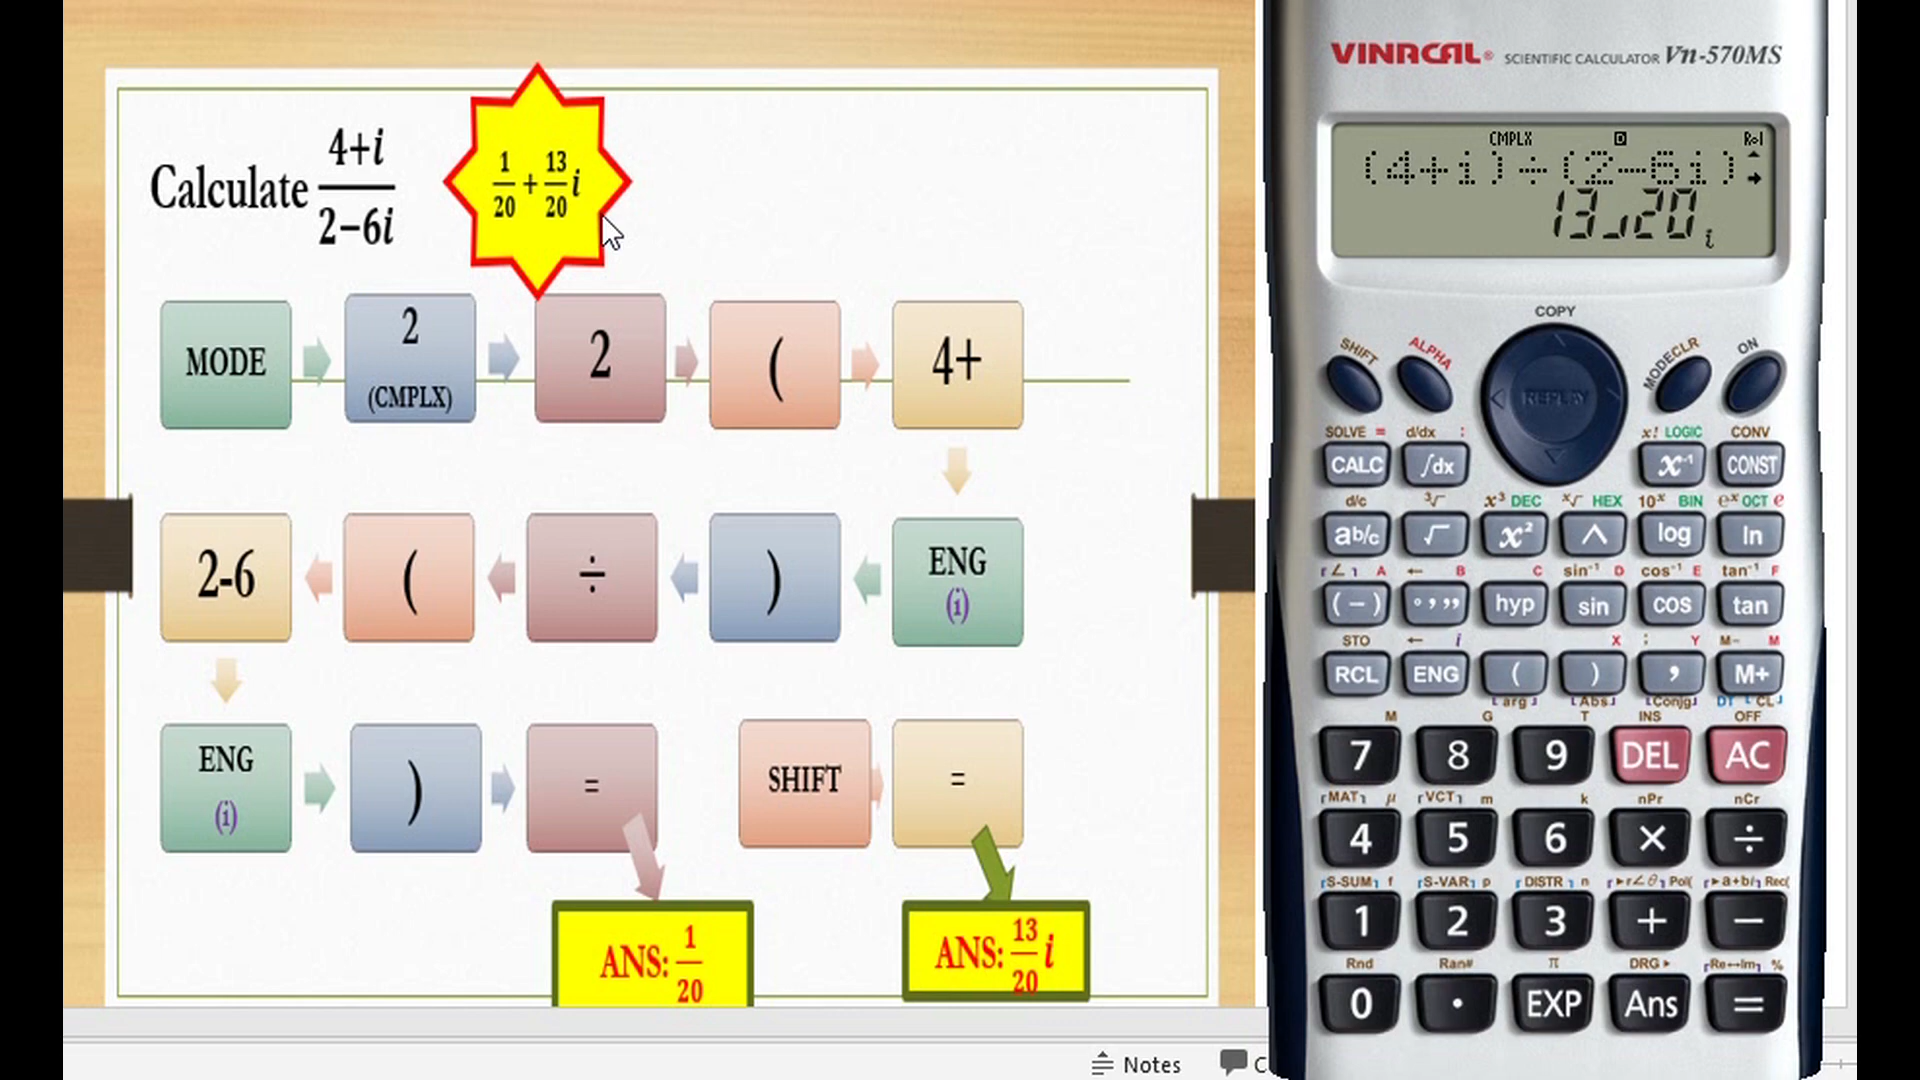 Calculate
4+i
2−6i
1/20 + 13/20 i
MODE
2
(CMPLX)
2
(
4+
2-6
(
÷
)
ENG
(i)
ENG
(i)
)
=
SHIFT
=
ANS: 1/20
ANS: 13/20 i
Notes
C
VINACAL® SCIENTIFIC CALCULATOR Vn-570MS
CMPLX D R↔I
(4+i)÷(2−6i)
13⌟20 i
COPY
SHIFT ALPHA REPLAY MODE CLR ON
SOLVE = d/dx : x! LOGIC CONV
CALC ∫dx x⁻¹ CONST
d/c ³√ x³ DEC ˣ√ HEX 10ˣ BIN eˣ OCT e
ab/c √ x² ^ log ln
∠ A ← B C sin⁻¹ D cos⁻¹ E tan⁻¹ F
(−) °’” hyp sin cos tan
STO ← i X ; Y M− M
RCL ENG ( ) , M+
arg Abs Conjg DT CL
M G T INS OFF
7 8 9 DEL AC
MAT µ VCT m k nPr nCr
4 5 6 × ÷
S-SUM f S-VAR p DISTR n ►r∠θ Pol( ►a+bi Rec(
1 2 3 + −
Rnd Ran# π DRG► Re↔Im %
0 . EXP Ans =